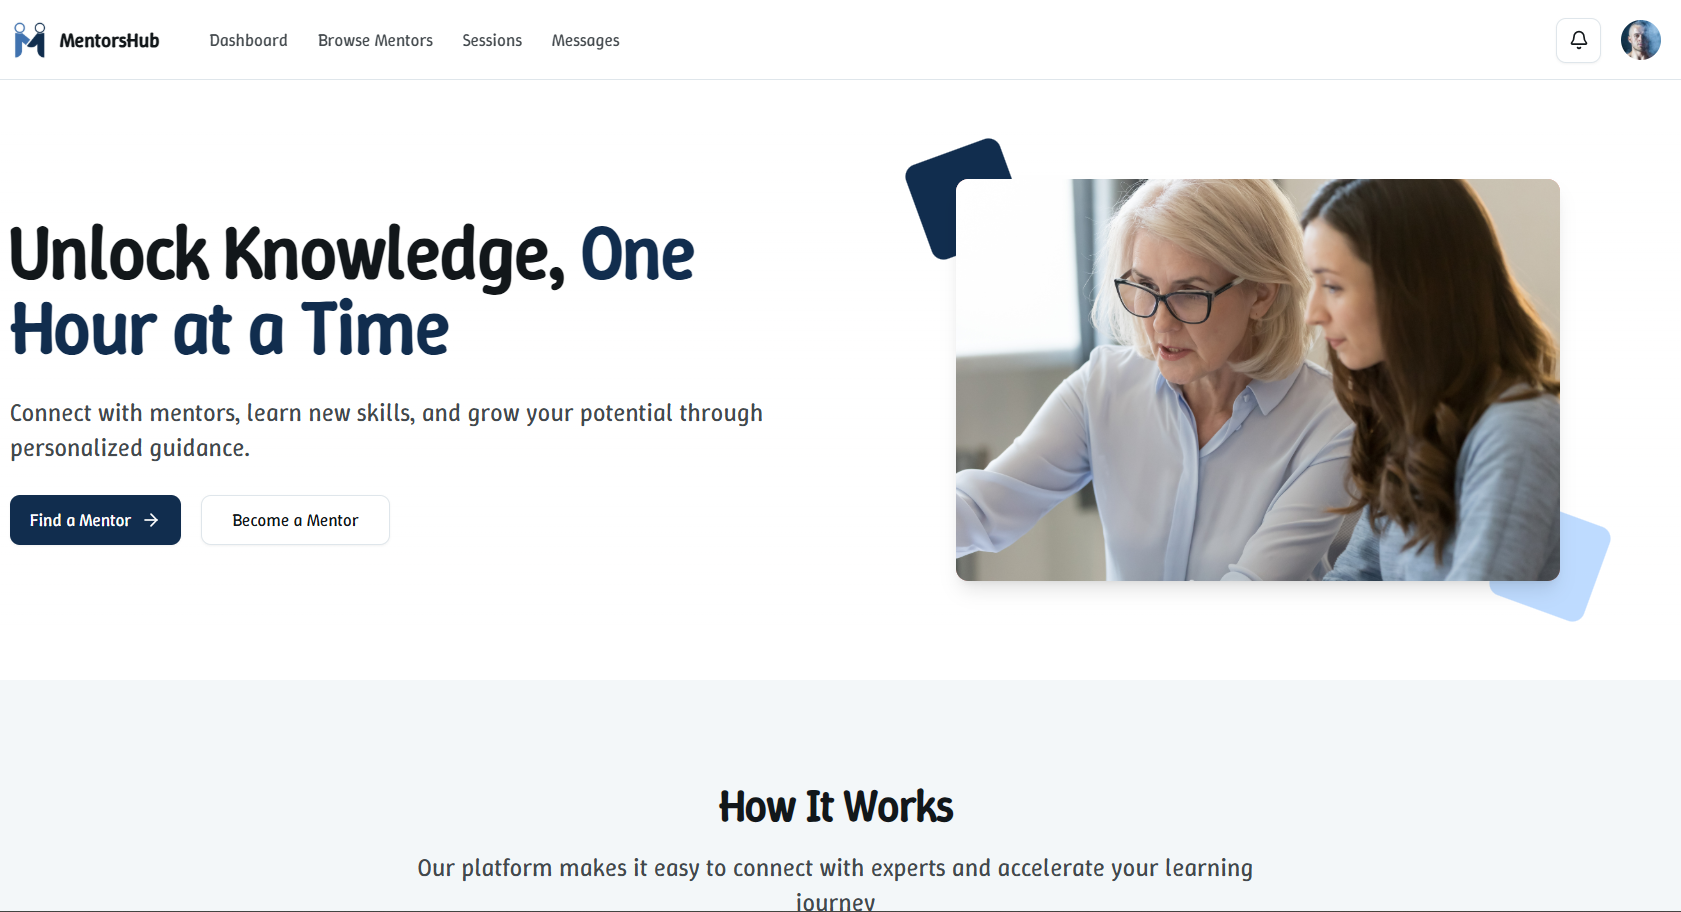 MentorsHub
Dashboard
Browse Mentors
Sessions
Messages
Unlock Knowledge, One
Hour at a Time
Connect with mentors, learn new skills, and grow your potential through
personalized guidance.
Find a Mentor
Become a Mentor
How It Works
Our platform makes it easy to connect with experts and accelerate your learning
journey